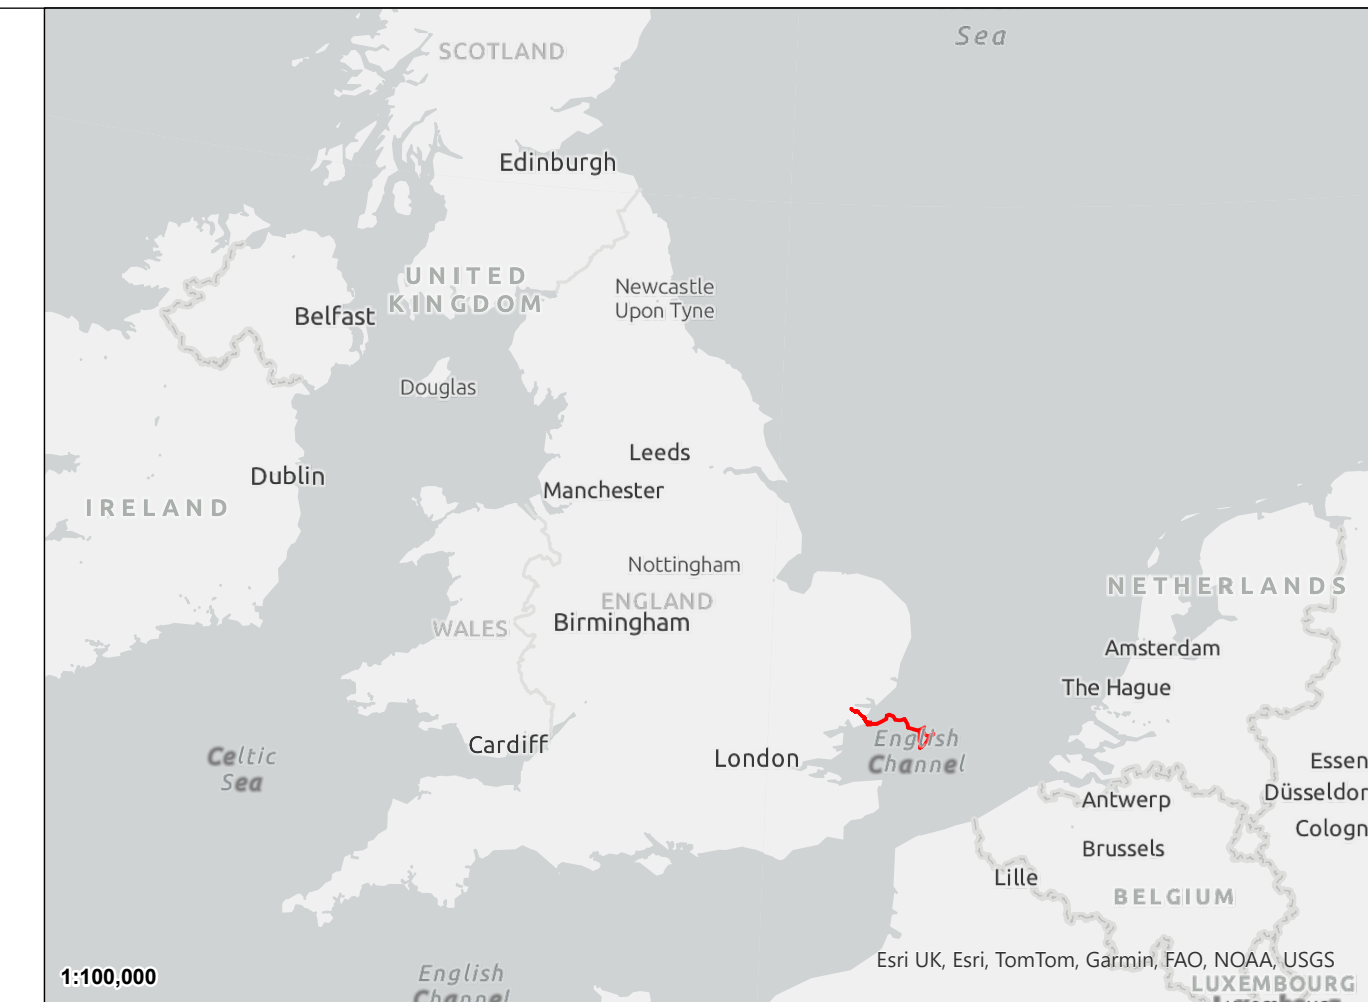 Sea
SCOTLAND
Edinburgh
UNITED
KINGDOM
Newcastle
Upon Tyne
Belfast
Douglas
Leeds
Dublin
Manchester
IRELAND
Nottingham
NETHERLANDS
ENGLAND
Birmingham
WALES
Amsterdam
The Hague
English
Channel
Cardiff
London
Celtic
Sea
Essen
Düsseldor
Antwerp
Cologn
Brussels
Lille
BELGIUM
Esri UK, Esri, TomTom, Garmin, FAO, NOAA, USGS
1:100,000
English
Channel
LUXEMBOURG